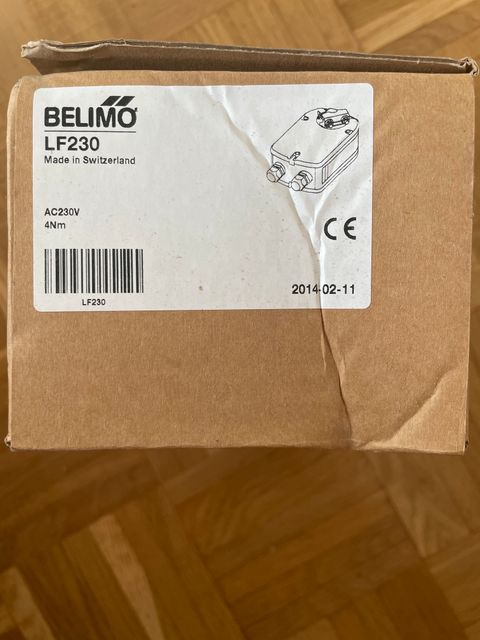 BELIMO
LF230
Made in Switzerland
AC230V
4Nm
LF230
CE
2014-02-11